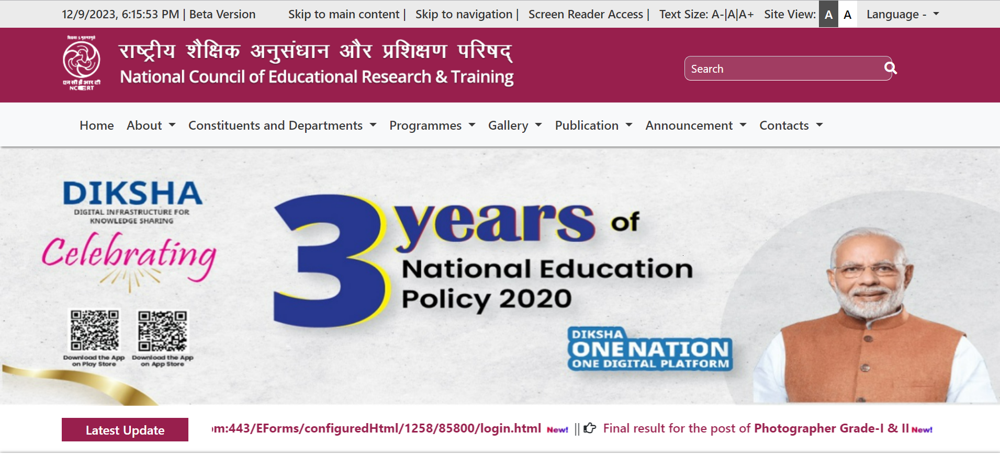 12/9/2023, 6:15:53 PM | Beta Version Skip to main content | Skip to navigation | Screen Reader Access | Text Size: A-|A|A+ Site View: A A Language -
विद्यया ऽ मृतमश्नुते
एन सी ई आर टी
NCERT
राष्ट्रीय शैक्षिक अनुसंधान और प्रशिक्षण परिषद्
National Council of Educational Research & Training
Search
Home About Constituents and Departments Programmes Gallery Publication Announcement Contacts
DIKSHA
DIGITAL INFRASTRUCTURE FOR
KNOWLEDGE SHARING
Celebrating
Download the App
on Play Store
Download the App
on App Store
3 years of
National Education
Policy 2020
DIKSHA
ONE NATION
ONE DIGITAL PLATFORM
Latest Update
om:443/EForms/configuredHtml/1258/85800/login.html New! || Final result for the post of Photographer Grade-I & II New!